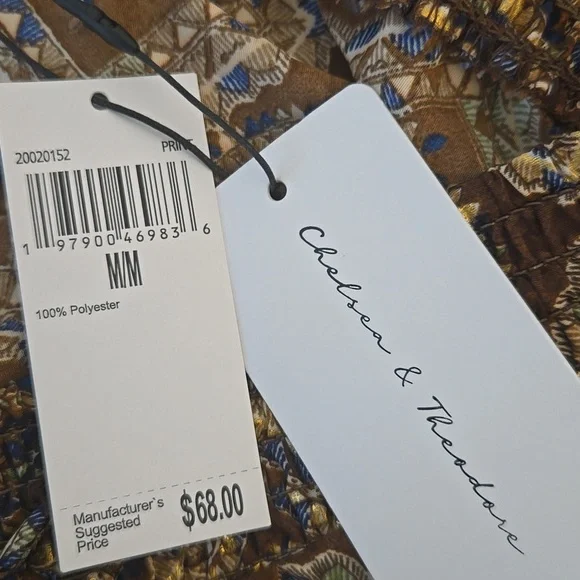 20020152 PRINT
1 97900 46983 6
M/M
100% Polyester
Manufacturer's
Suggested
Price
$68.00
Chelsea & Theodore